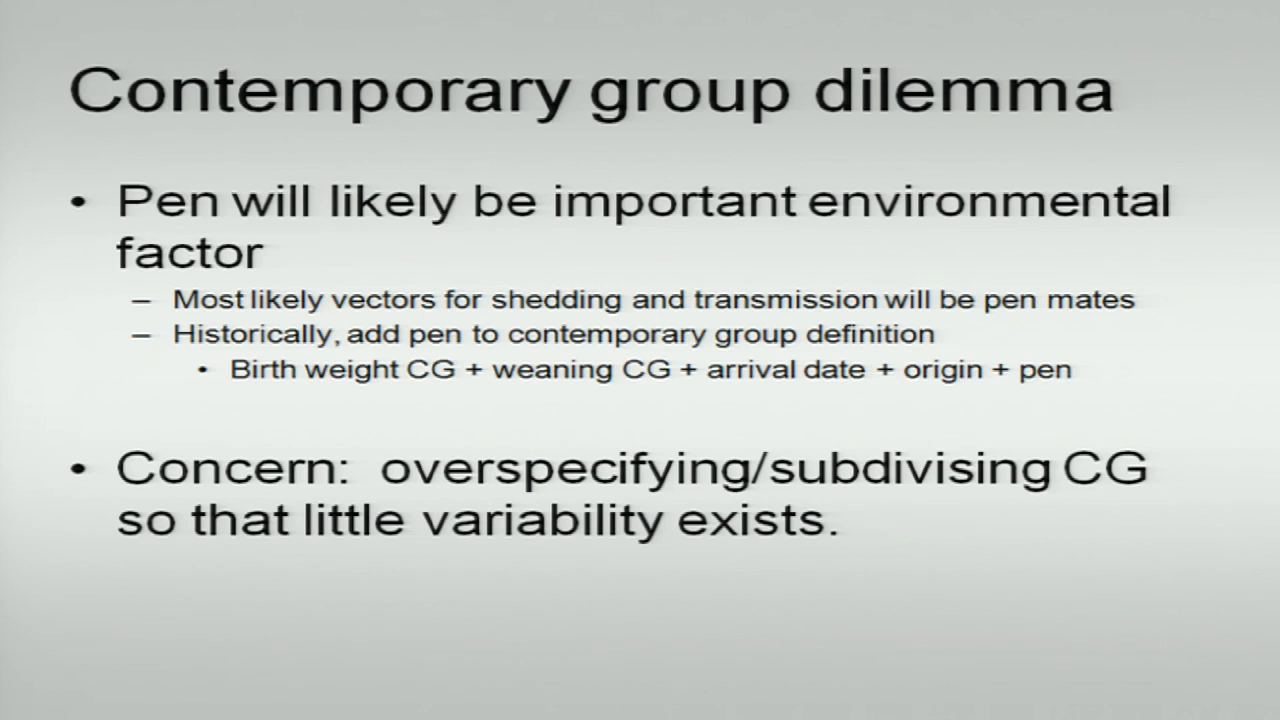 Contemporary group dilemma
• Pen will likely be important environmental
factor
– Most likely vectors for shedding and transmission will be pen mates
– Historically, add pen to contemporary group definition
• Birth weight CG + weaning CG + arrival date + origin + pen
• Concern: overspecifying/subdivising CG
so that little variability exists.